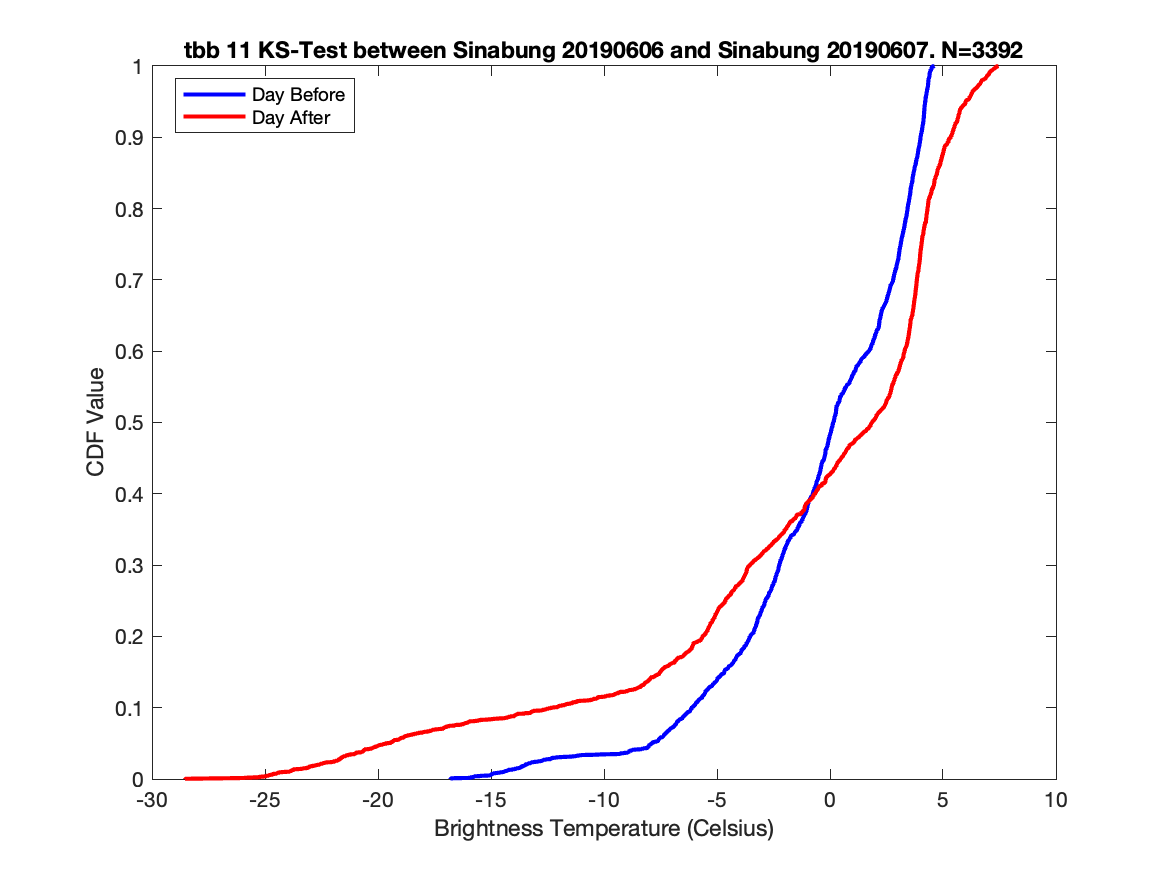 tbb 11 KS-Test between Sinabung 20190606 and Sinabung 20190607. N=3392
Day Before
Day After
1
0.9
0.8
0.7
0.6
0.5
0.4
0.3
0.2
0.1
0
CDF Value
-30 -25 -20 -15 -10 -5 0 5 10
Brightness Temperature (Celsius)